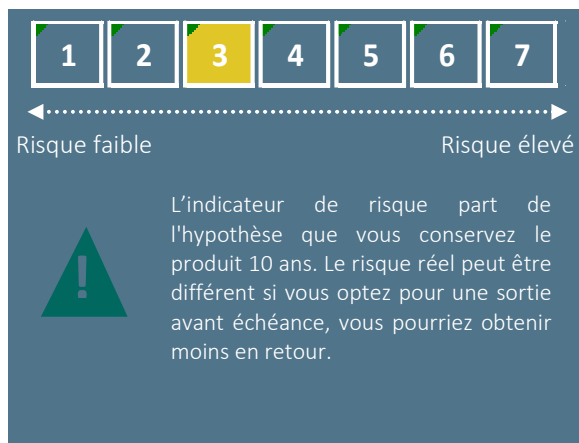 1 2 3 4 5 6 7
Risque faible Risque élevé
L’indicateur de risque part de
l'hypothèse que vous conservez le
produit 10 ans. Le risque réel peut être
différent si vous optez pour une sortie
avant échéance, vous pourriez obtenir
moins en retour.
!